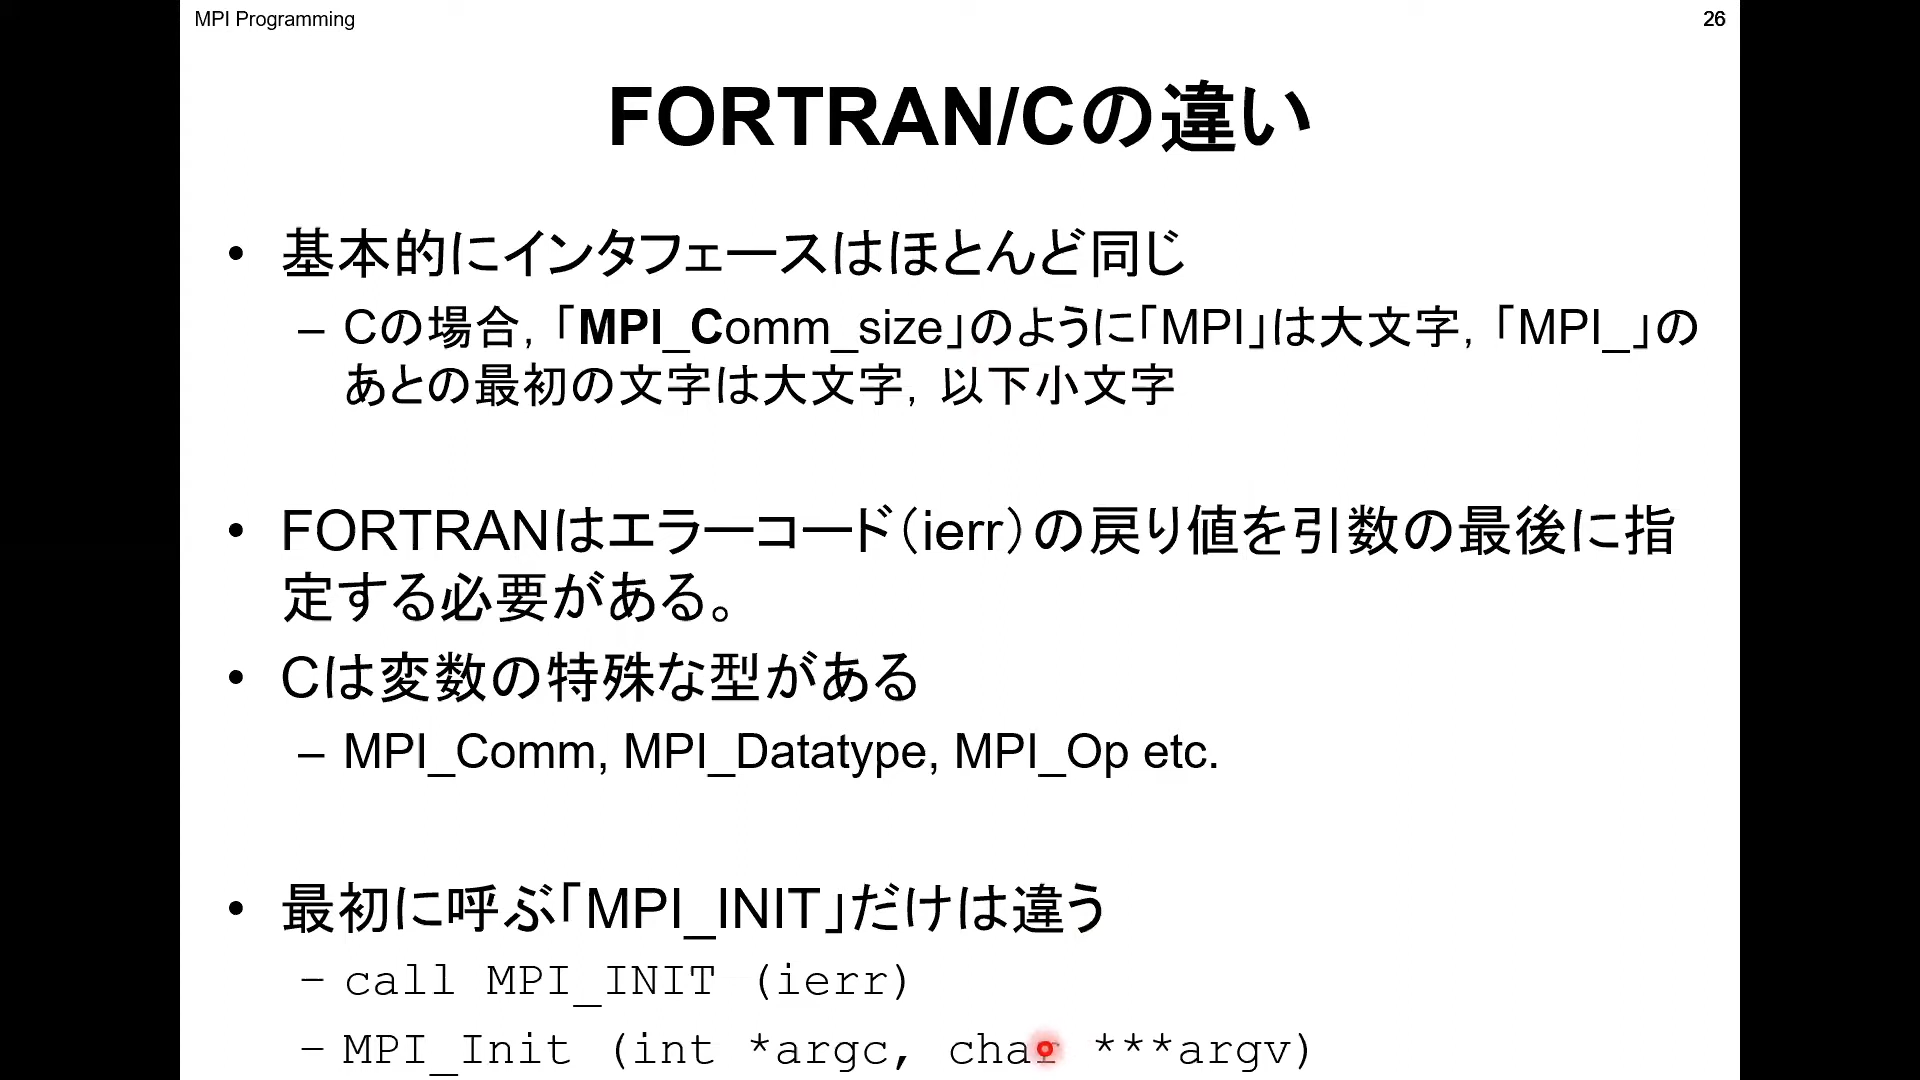 MPI Programming
26
FORTRAN/Cの違い
• 基本的にインタフェースはほとんど同じ
– Cの場合，「MPI_Comm_size」のように「MPI」は大文字，「MPI_」の
あとの最初の文字は大文字，以下小文字
• FORTRANはエラーコード（ierr）の戻り値を引数の最後に指
定する必要がある。
• Cは変数の特殊な型がある
– MPI_Comm, MPI_Datatype, MPI_Op etc.
• 最初に呼ぶ「MPI_INIT」だけは違う
– call MPI_INIT (ierr)
– MPI_Init (int *argc, char ***argv)